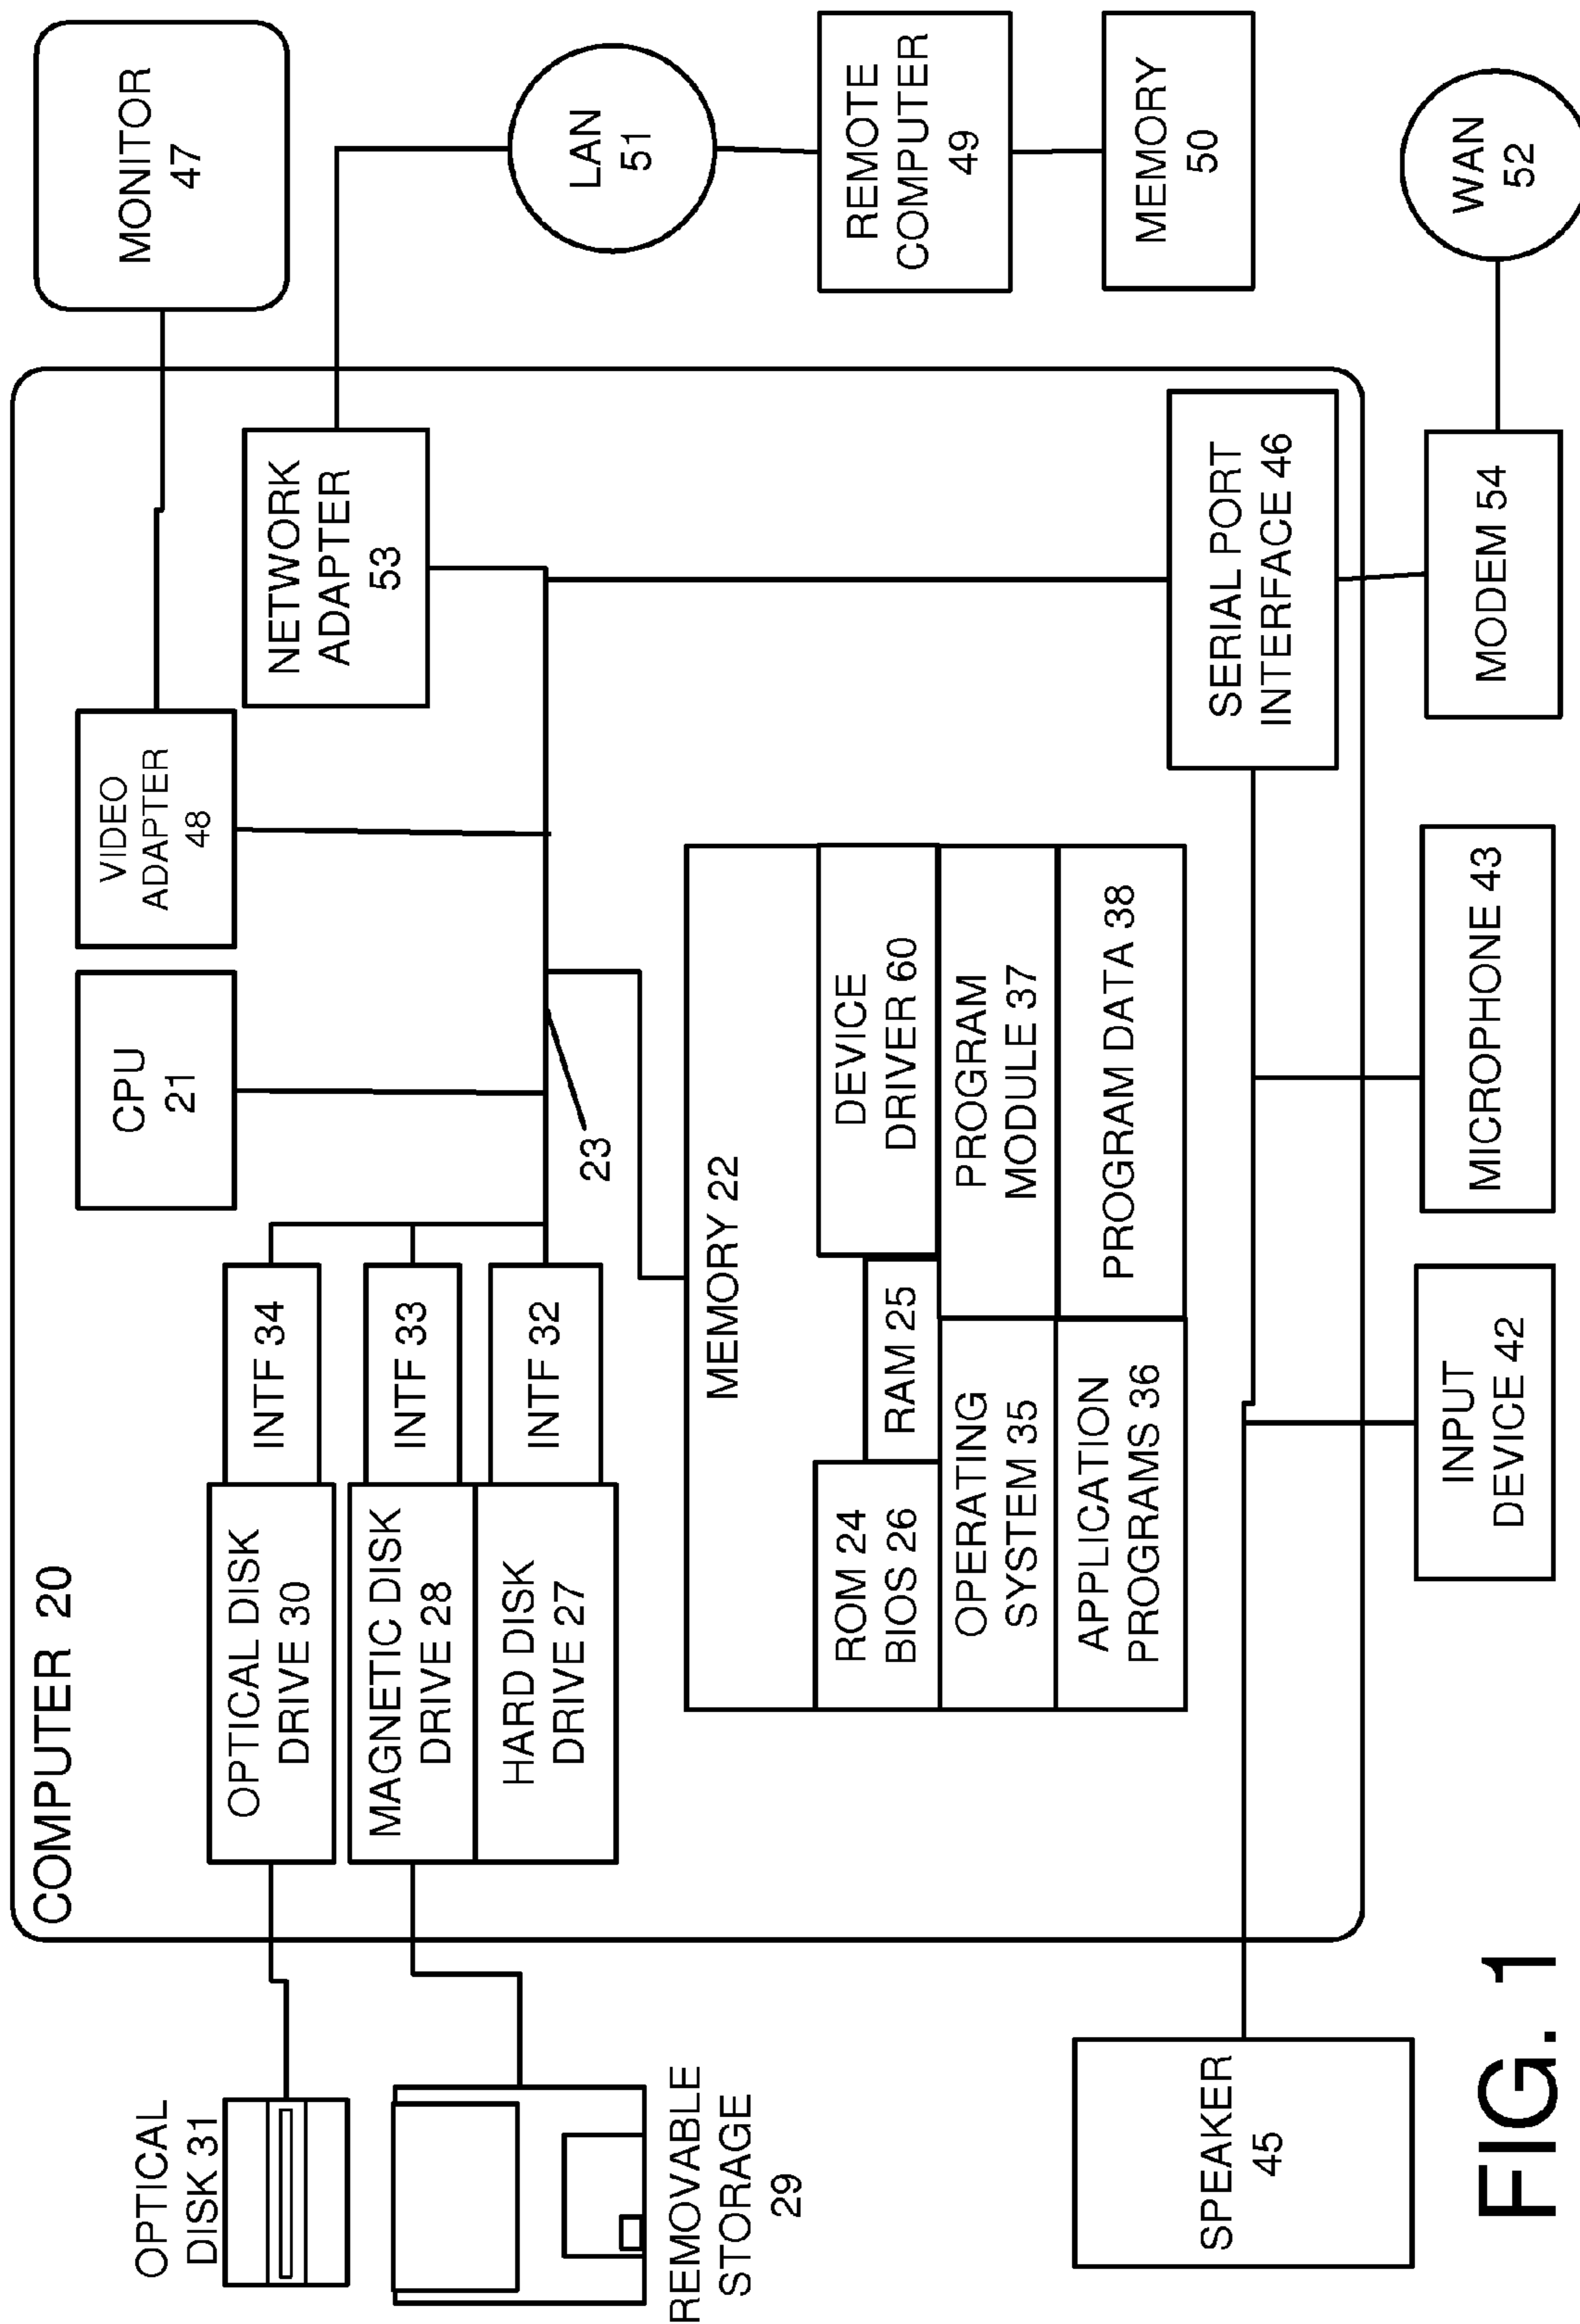 COMPUTER 20
OPTICAL
DISK 31
OPTICAL DISK
DRIVE 30
INTF 34
CPU
21
VIDEO
ADAPTER
48
MONITOR
47
REMOVABLE
STORAGE
29
MAGNETIC DISK
DRIVE 28
INTF 33
HARD DISK
DRIVE 27
INTF 32
23
NETWORK
ADAPTER
53
LAN
51
MEMORY 22
ROM 24
BIOS 26
RAM 25
DEVICE
DRIVER 60
OPERATING
SYSTEM 35
PROGRAM
MODULE 37
APPLICATION
PROGRAMS 36
PROGRAM DATA 38
REMOTE
COMPUTER
49
MEMORY
50
SPEAKER
45
SERIAL PORT
INTERFACE 46
INPUT
DEVICE 42
MICROPHONE 43
MODEM 54
WAN
52
FIG. 1